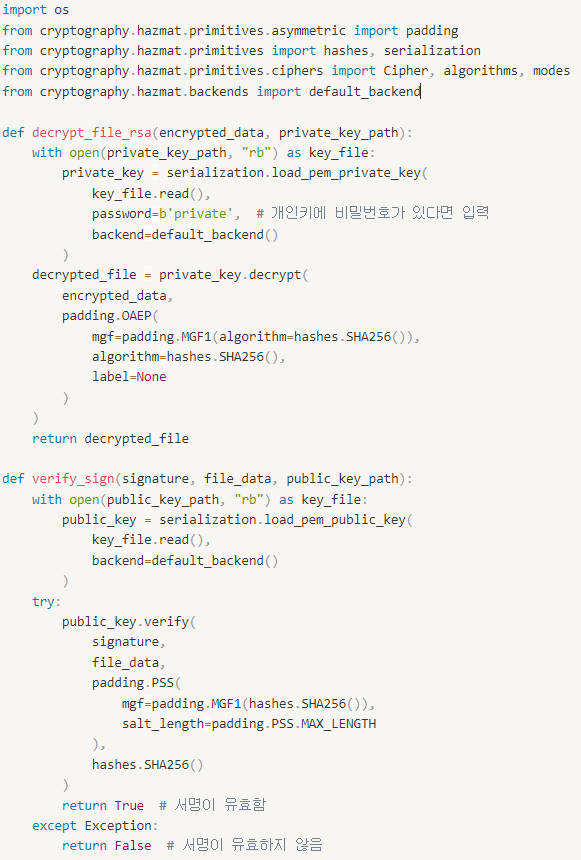 import os
from cryptography.hazmat.primitives.asymmetric import padding
from cryptography.hazmat.primitives import hashes, serialization
from cryptography.hazmat.primitives.ciphers import Cipher, algorithms, modes
from cryptography.hazmat.backends import default_backend

def decrypt_file_rsa(encrypted_data, private_key_path):
    with open(private_key_path, "rb") as key_file:
        private_key = serialization.load_pem_private_key(
            key_file.read(),
            password=b'private',  # 개인키에 비밀번호가 있다면 입력
            backend=default_backend()
        )
    decrypted_file = private_key.decrypt(
        encrypted_data,
        padding.OAEP(
            mgf=padding.MGF1(algorithm=hashes.SHA256()),
            algorithm=hashes.SHA256(),
            label=None
        )
    )
    return decrypted_file

def verify_sign(signature, file_data, public_key_path):
    with open(public_key_path, "rb") as key_file:
        public_key = serialization.load_pem_public_key(
            key_file.read(),
            backend=default_backend()
        )
    try:
        public_key.verify(
            signature,
            file_data,
            padding.PSS(
                mgf=padding.MGF1(hashes.SHA256()),
                salt_length=padding.PSS.MAX_LENGTH
            ),
            hashes.SHA256()
        )
        return True  # 서명이 유효함
    except Exception:
        return False  # 서명이 유효하지 않음